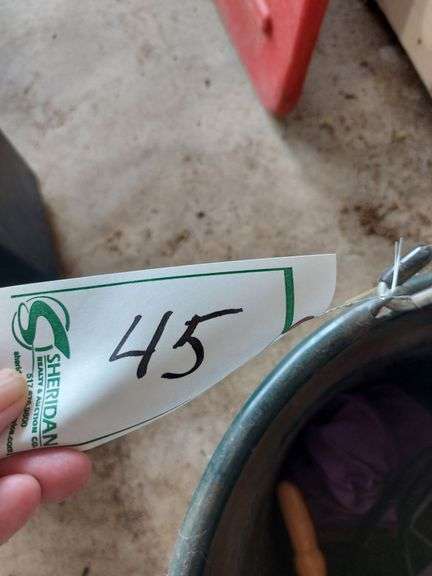 45
SHERIDAN
REALTY & AUCTION CO